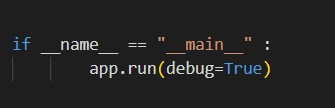 if __name__ == "__main__" :
        app.run(debug=True)